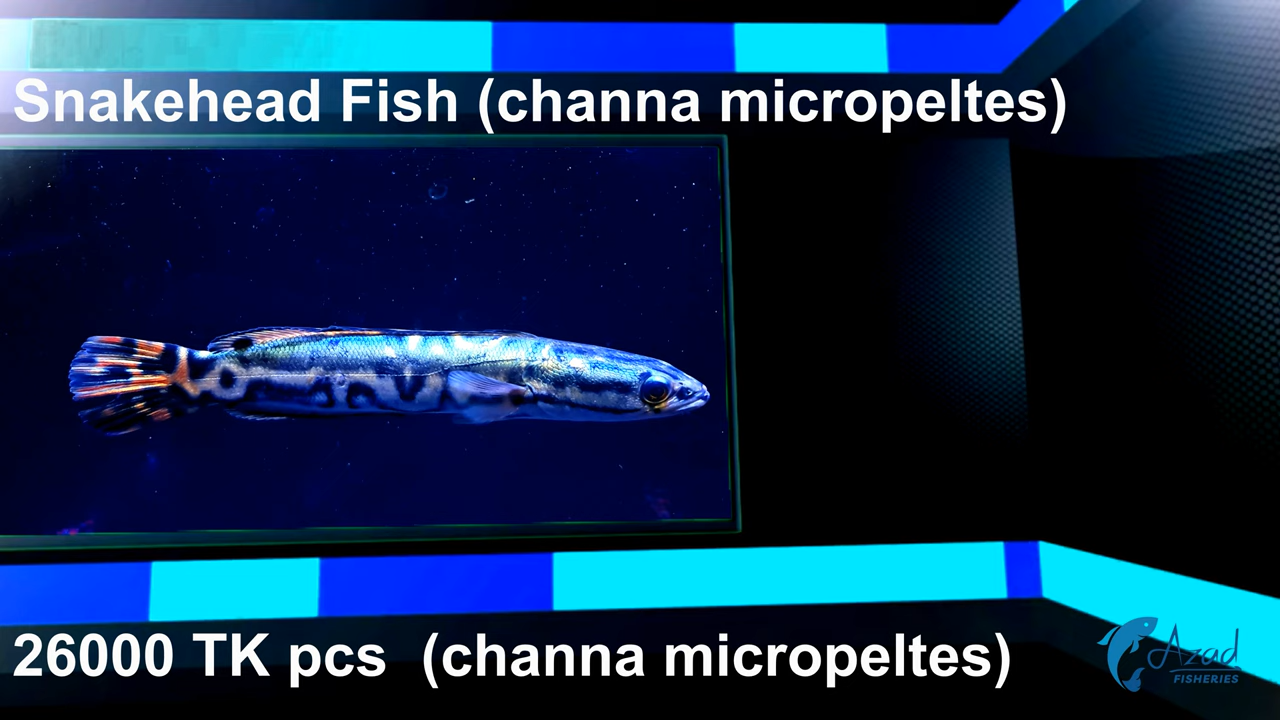 Snakehead Fish (channa micropeltes)
26000 TK pcs (channa micropeltes)
Azad
FISHERIES